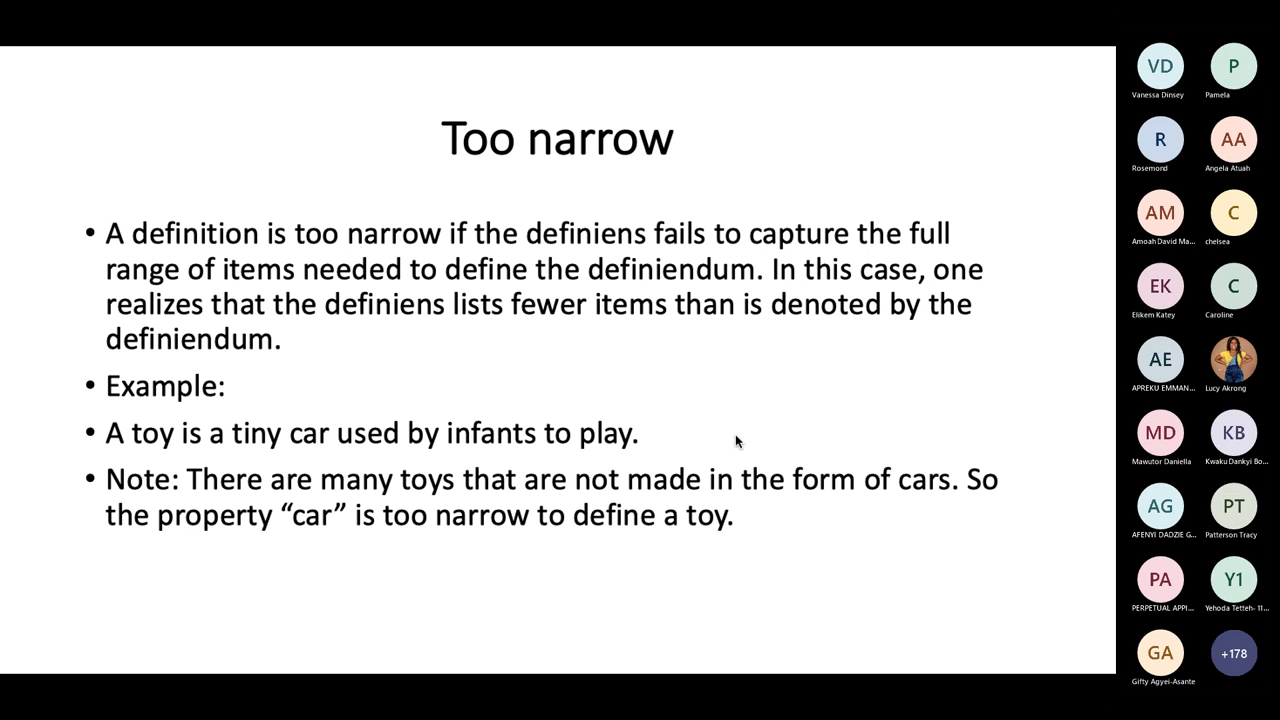 Too narrow
• A definition is too narrow if the definiens fails to capture the full
range of items needed to define the definiendum. In this case, one
realizes that the definiens lists fewer items than is denoted by the
definiendum.
• Example:
• A toy is a tiny car used by infants to play.
• Note: There are many toys that are not made in the form of cars. So
the property “car” is too narrow to define a toy.
VD P
Vanessa Dinsey Pamela
R AA
Rosemond Angela Atuah
AM C
Amoah David Ma... chelsea
EK C
Elikem Katey Caroline
AE
APREKU EMMAN... Lucy Akrong
MD KB
Mawutor Daniella Kwaku Dankyi Bo...
AG PT
AFENYI DADZIE G... Patterson Tracy
PA Y1
PERPETUAL APPI... Yehoda Tetteh- 11...
GA +178
Gifty Agyei-Asante